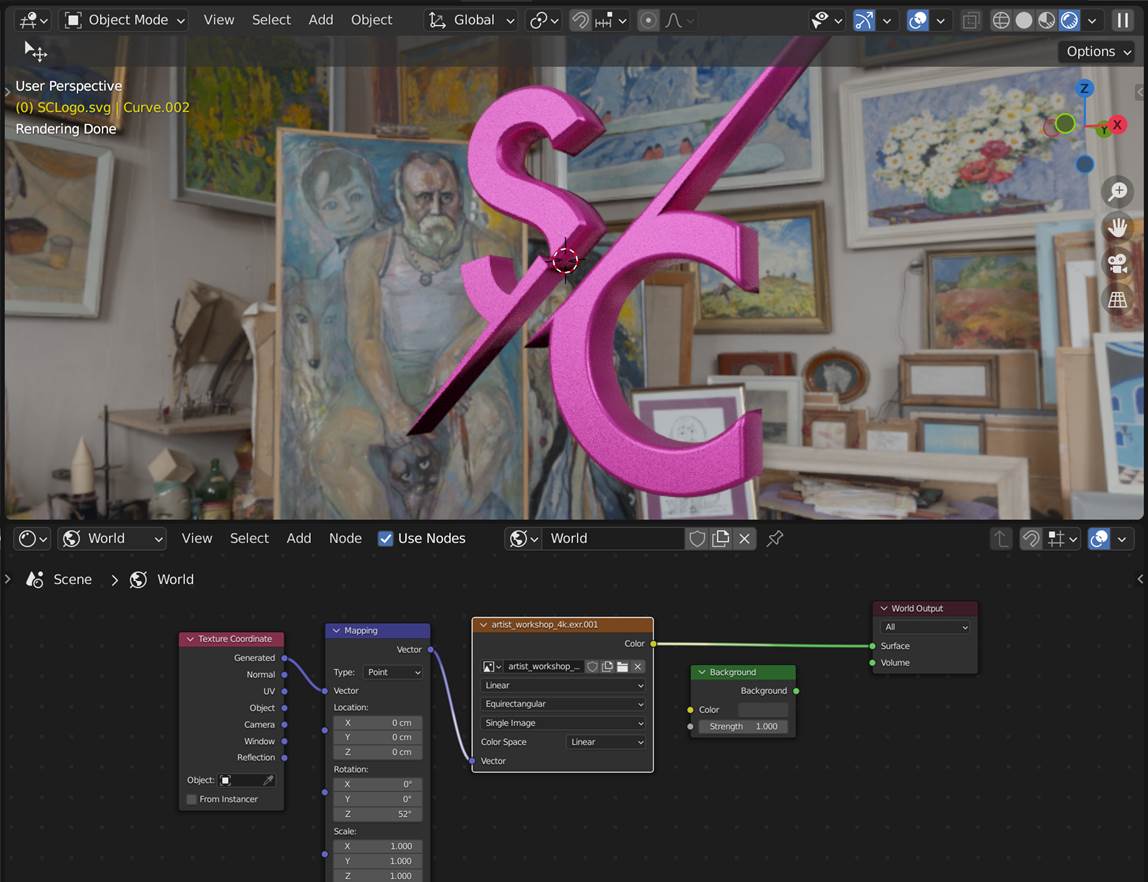 Object Mode View Select Add Object Global
Options
User Perspective
(0) SCLogo.svg | Curve.002
Rendering Done
Z
X
Y
SC
World View Select Add Node Use Nodes World
Scene > World
World Output
All
Surface
Volume
Texture Coordinate
Generated
Normal
UV
Object
Camera
Window
Reflection
Object:
From Instancer
Mapping
Vector
Type: Point
Vector
Location:
X 0 cm
Y 0 cm
Z 0 cm
Rotation:
X 0°
Y 0°
Z 52°
Scale:
X 1.000
Y 1.000
Z 1.000
artist_workshop_4k.exr.001
Color
artist_workshop_...
Linear
Equirectangular
Single Image
Color Space Linear
Vector
Background
Background
Color
Strength 1.000